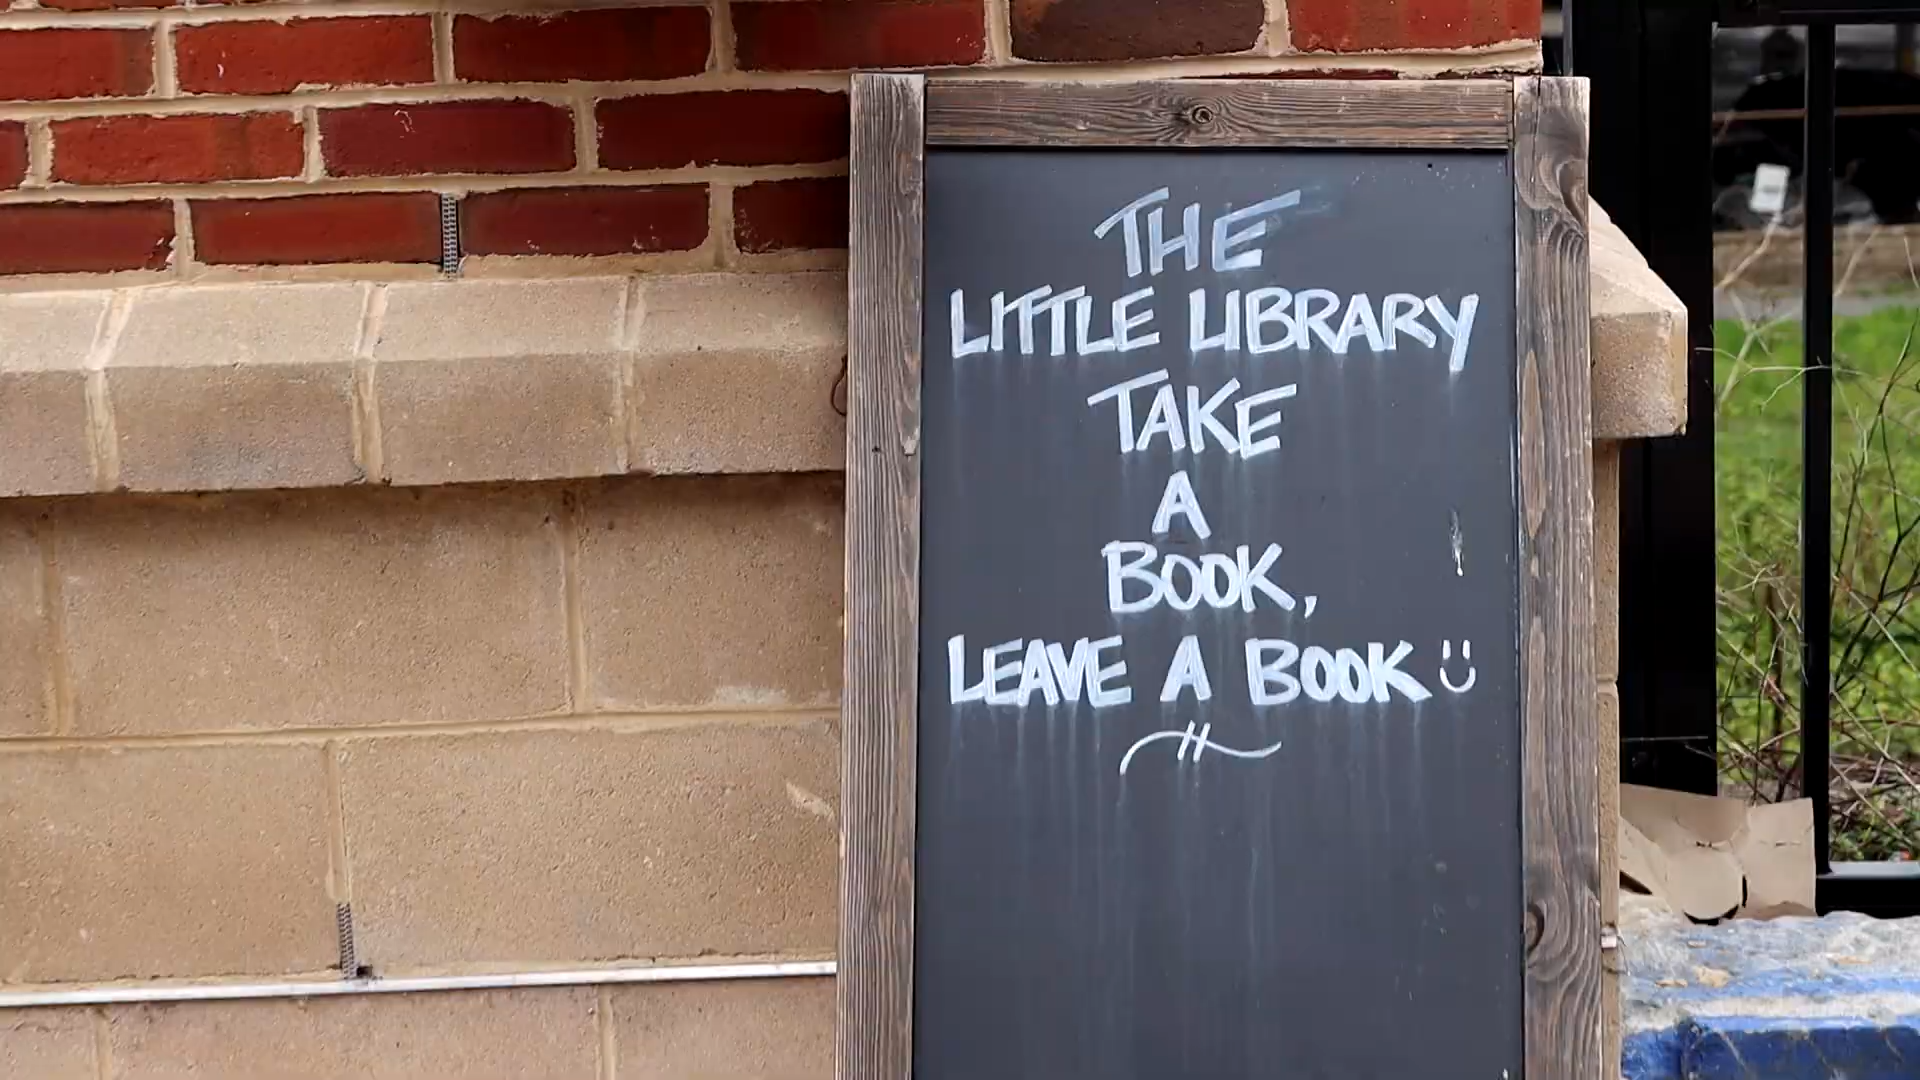 THE
LITTLE LIBRARY
TAKE
A
BOOK,
LEAVE A BOOK